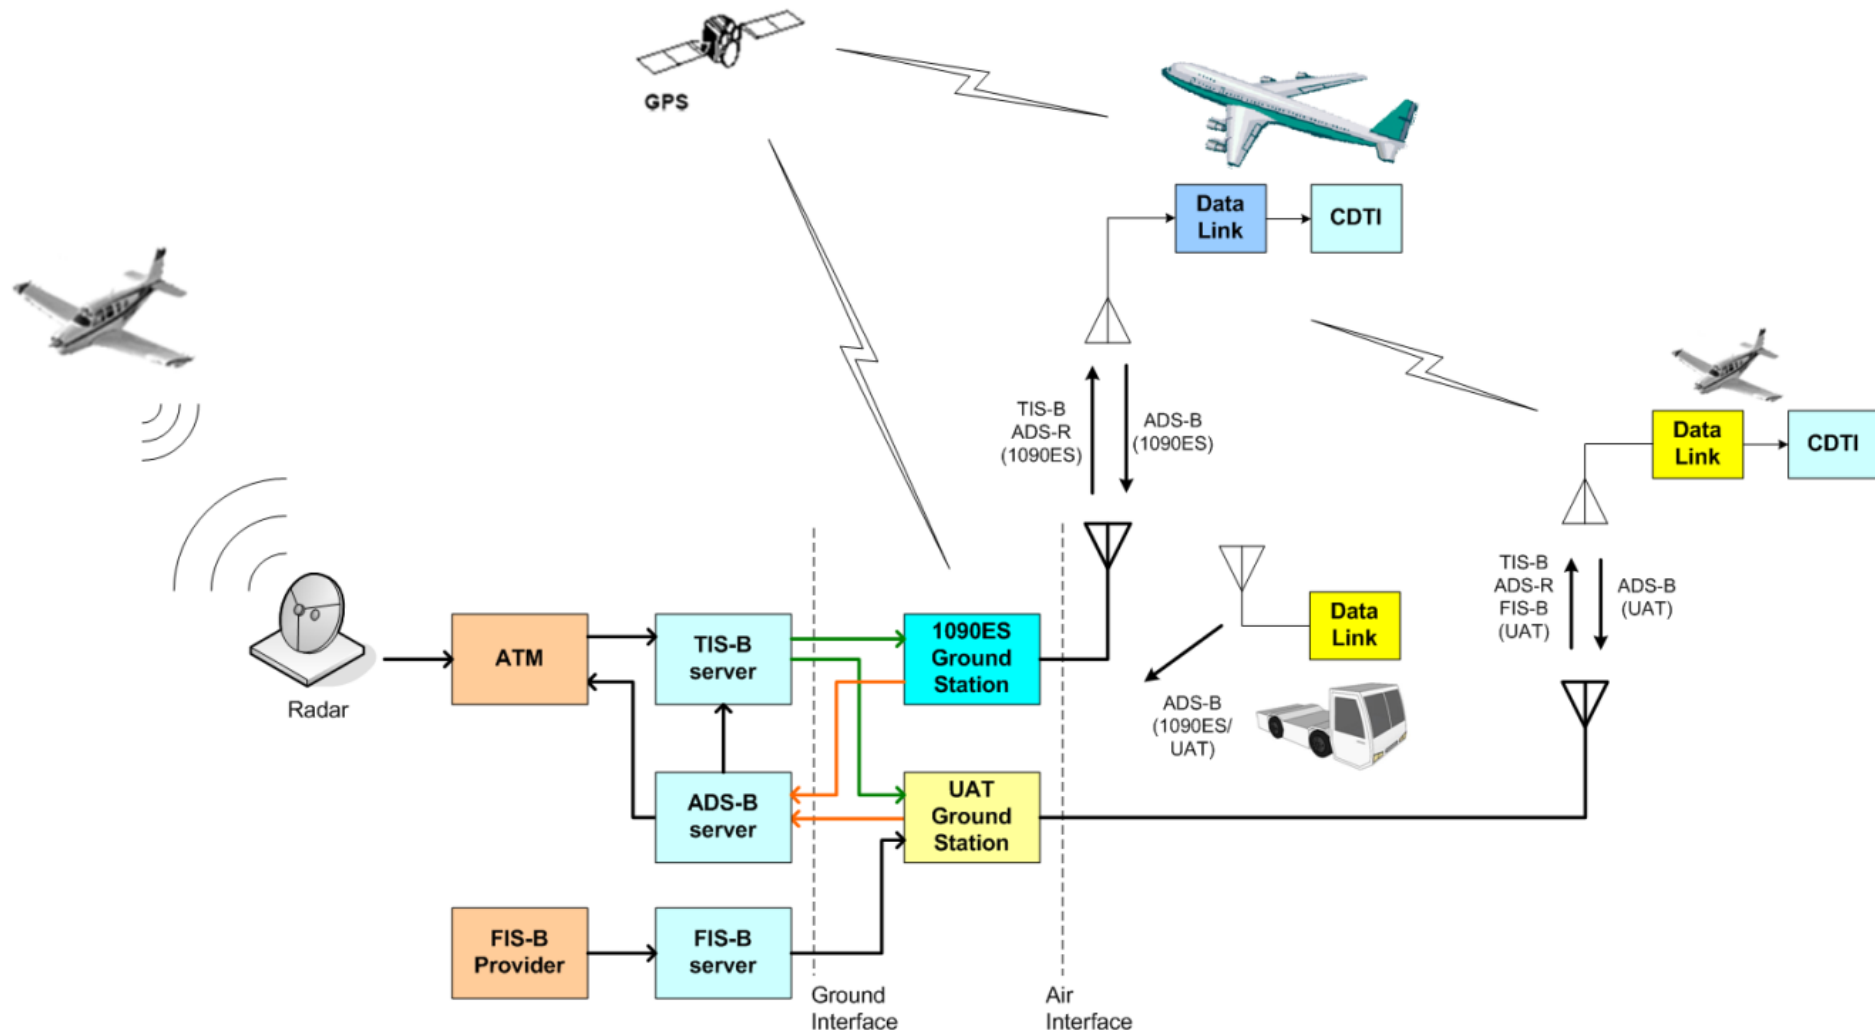 GPS
Data
Link
CDTI
TIS-B
ADS-R
(1090ES)
ADS-B
(1090ES)
Data
Link
CDTI
TIS-B
ADS-R
FIS-B
(UAT)
ADS-B
(UAT)
Data
Link
ADS-B
(1090ES/
UAT)
Radar
ATM
TIS-B
server
1090ES
Ground
Station
ADS-B
server
UAT
Ground
Station
FIS-B
Provider
FIS-B
server
Ground
Interface
Air
Interface